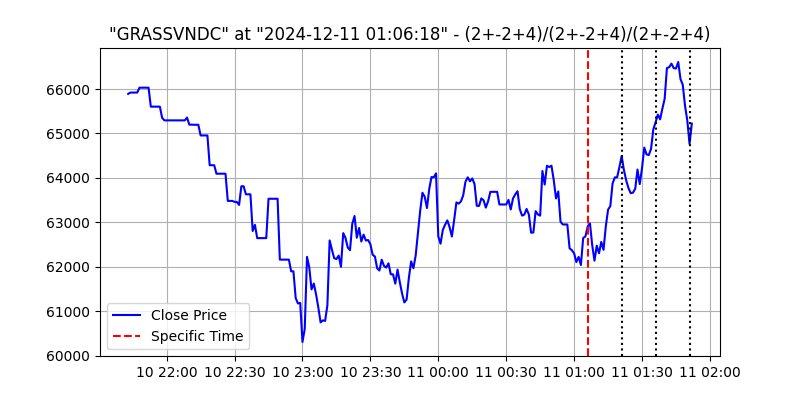 "GRASSVNDC" at "2024-12-11 01:06:18" - (2+-2+4)/(2+-2+4)/(2+-2+4)
66000
65000
64000
63000
62000
61000
60000
Close Price
Specific Time
10 22:00 10 22:30 10 23:00 10 23:30 11 00:00 11 00:30 11 01:00 11 01:30 11 02:00